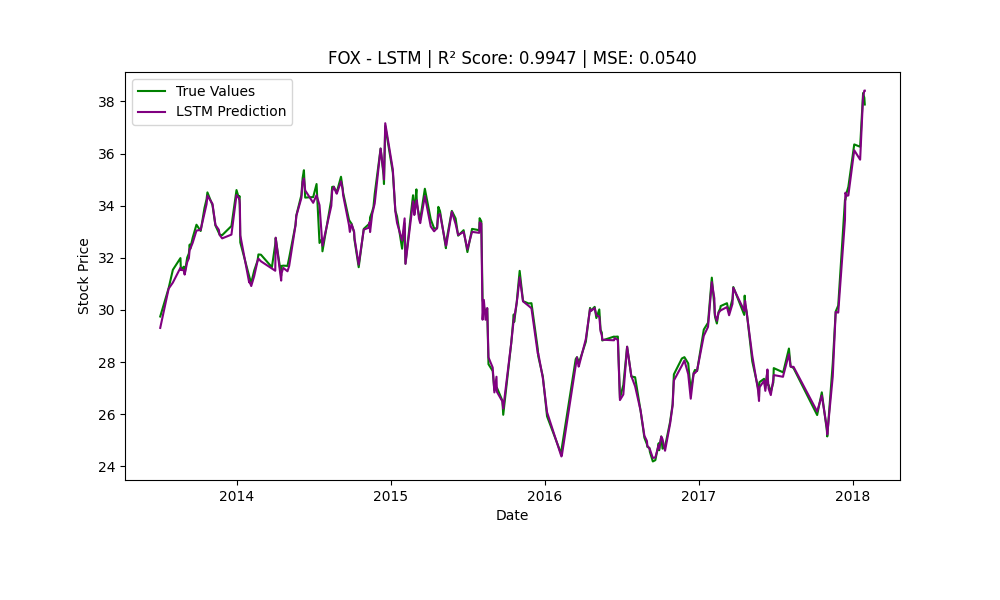 FOX - LSTM | R² Score: 0.9947 | MSE: 0.0540
True Values
LSTM Prediction
38
36
34
32
30
28
26
24
Stock Price
2014 2015 2016 2017 2018
Date